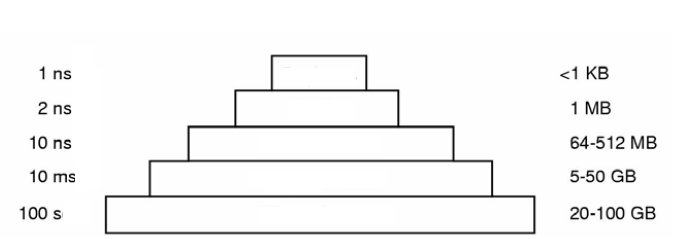 1 ns <1 KB
2 ns 1 MB
10 ns 64-512 MB
10 ms 5-50 GB
100 s 20-100 GB